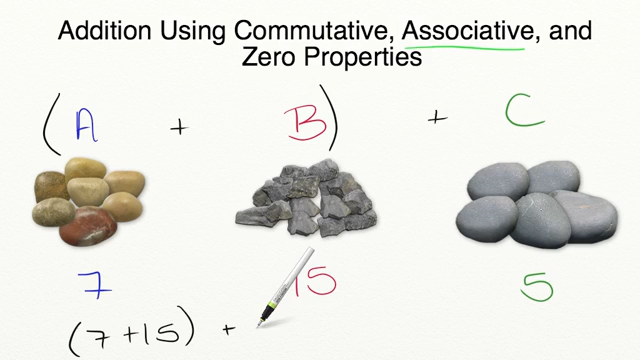 Addition Using Commutative, Associative, and
Zero Properties
(A + B) + C
7 15 5
(7 + 15) +